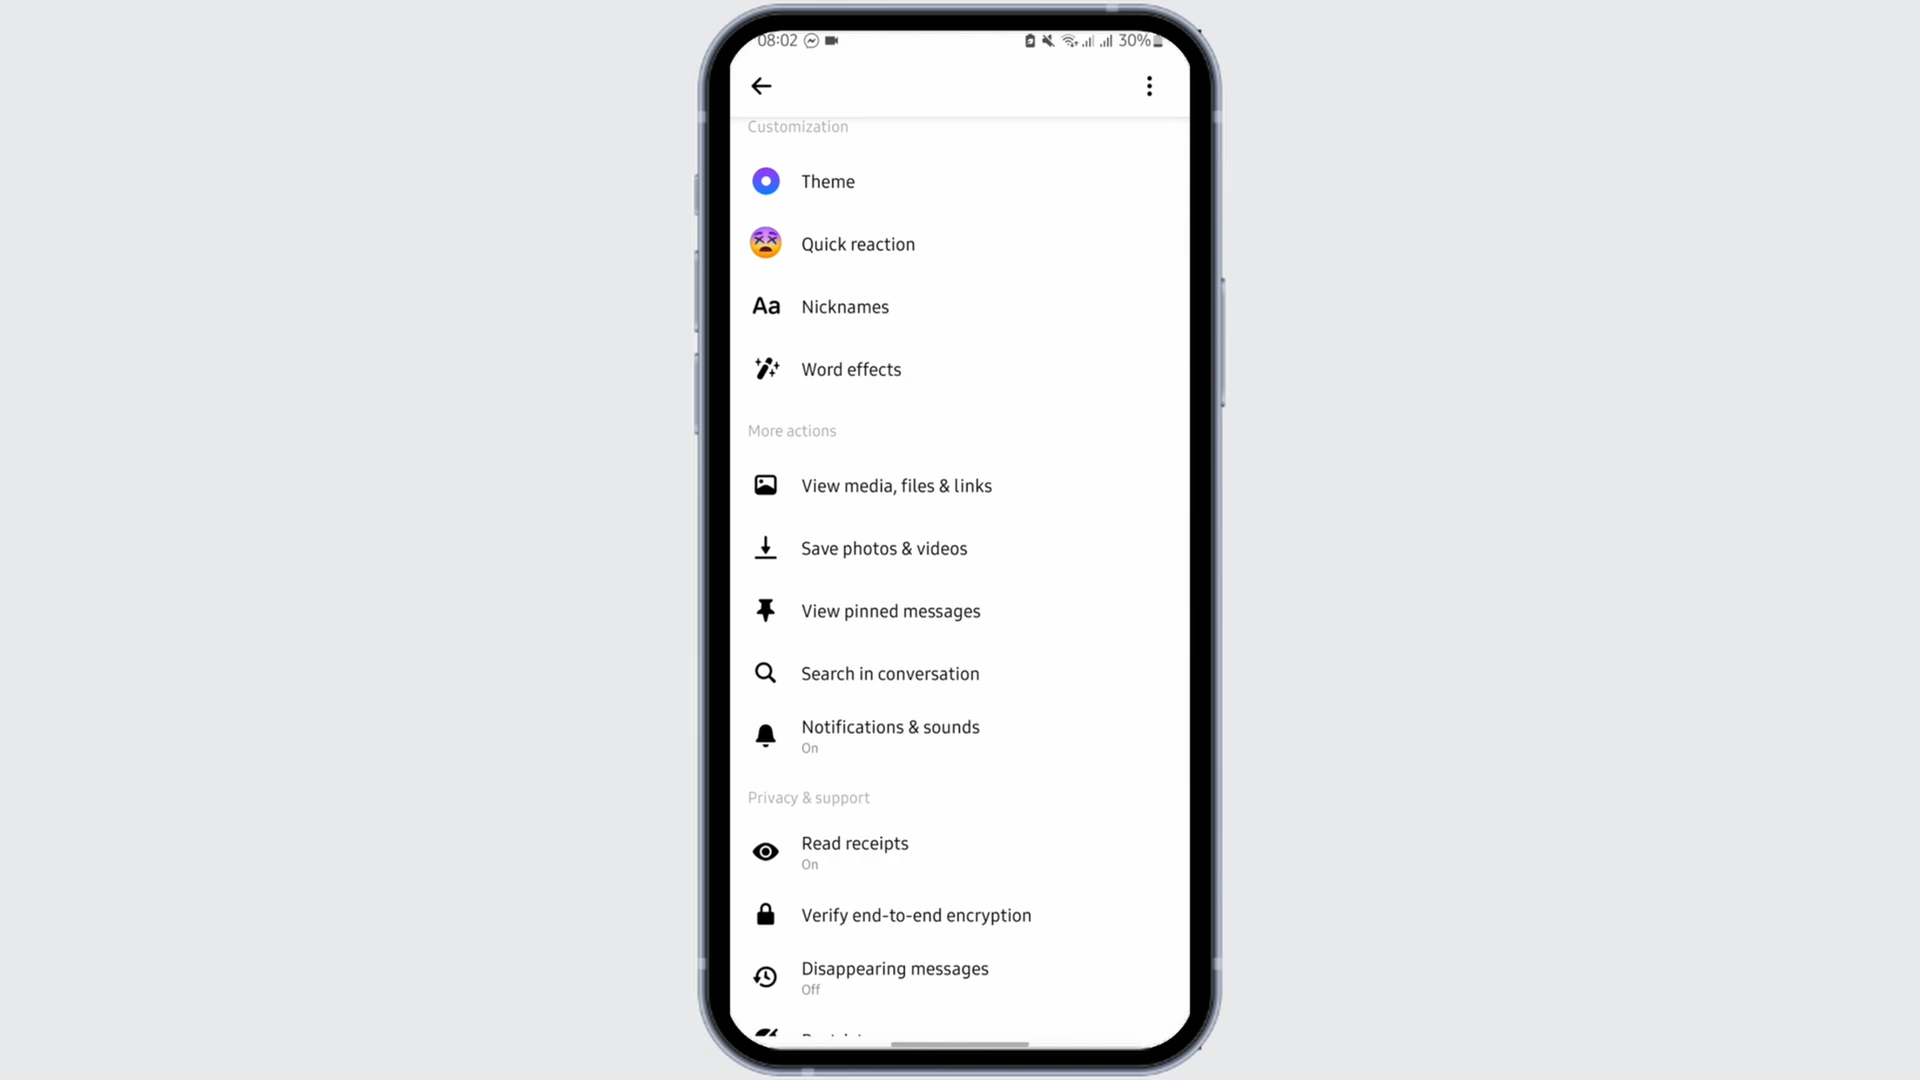 08:02 30%
Customization
Theme
Quick reaction
Aa Nicknames
Word effects
More actions
View media, files & links
Save photos & videos
View pinned messages
Search in conversation
Notifications & sounds
On
Privacy & support
Read receipts
On
Verify end-to-end encryption
Disappearing messages
Off